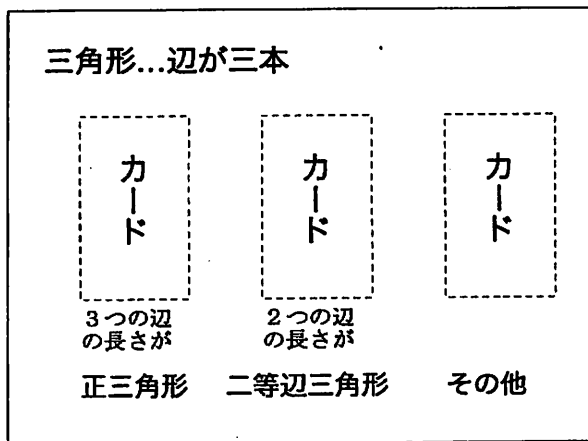 三角形...辺が三本
カード
カード
カード
3つの辺
の長さが
2つの辺
の長さが
正三角形
二等辺三角形
その他